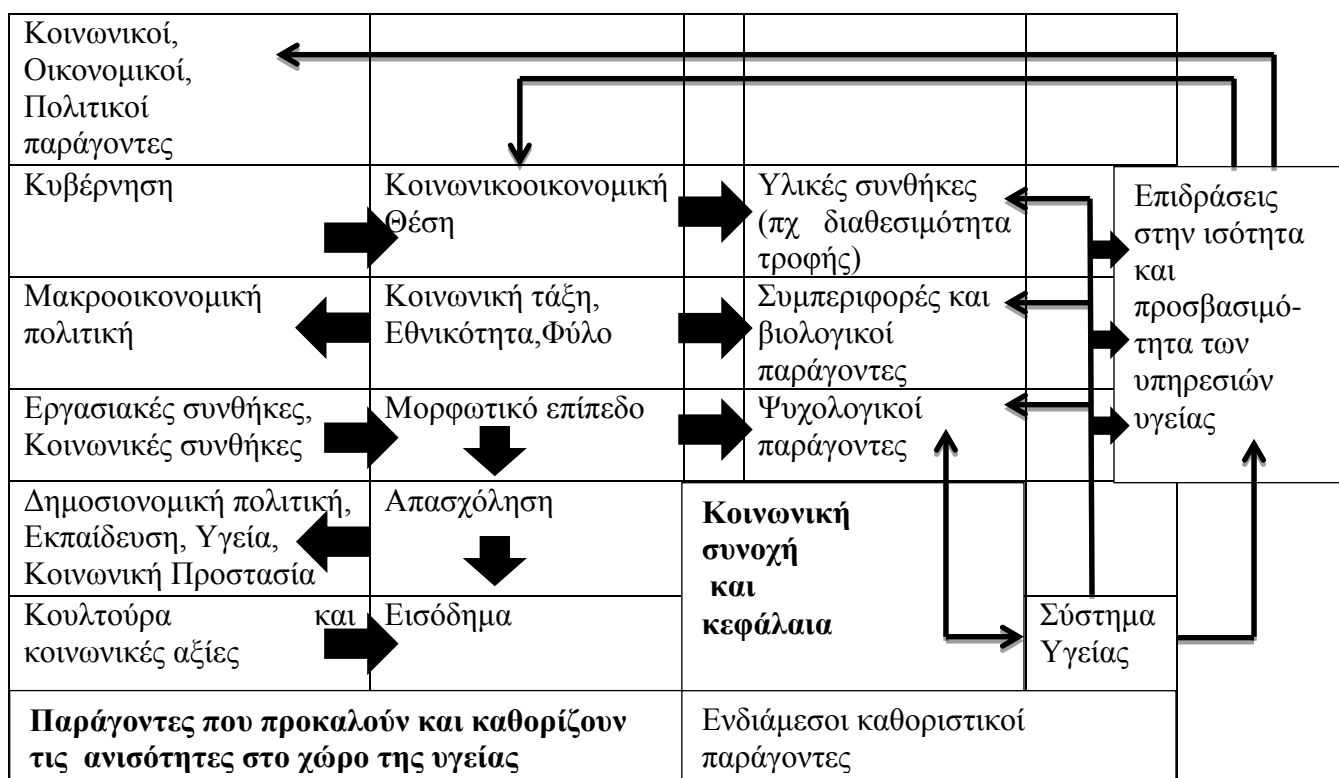 Κοινωνικοί,
Οικονομικοί,
Πολιτικοί
παράγοντες
Κυβέρνηση
Κοινωνικοοικονομική
Θέση
Υλικές συνθήκες
(πχ διαθεσιμότητα
τροφής)
Επιδράσεις
στην ισότητα
και
προσβασιμό-
τητα των
υπηρεσιών
υγείας
Μακροοικονομική
πολιτική
Κοινωνική τάξη,
Εθνικότητα,Φύλο
Συμπεριφορές και
βιολογικοί
παράγοντες
Εργασιακές συνθήκες,
Κοινωνικές συνθήκες
Μορφωτικό επίπεδο
Ψυχολογικοί
παράγοντες
Δημοσιονομική πολιτική,
Εκπαίδευση, Υγεία,
Κοινωνική Προστασία
Απασχόληση
Κοινωνική
συνοχή
και
κεφάλαια
Κουλτούρα και
κοινωνικές αξίες
Εισόδημα
Σύστημα
Υγείας
Παράγοντες που προκαλούν και καθορίζουν
τις ανισότητες στο χώρο της υγείας
Ενδιάμεσοι καθοριστικοί
παράγοντες